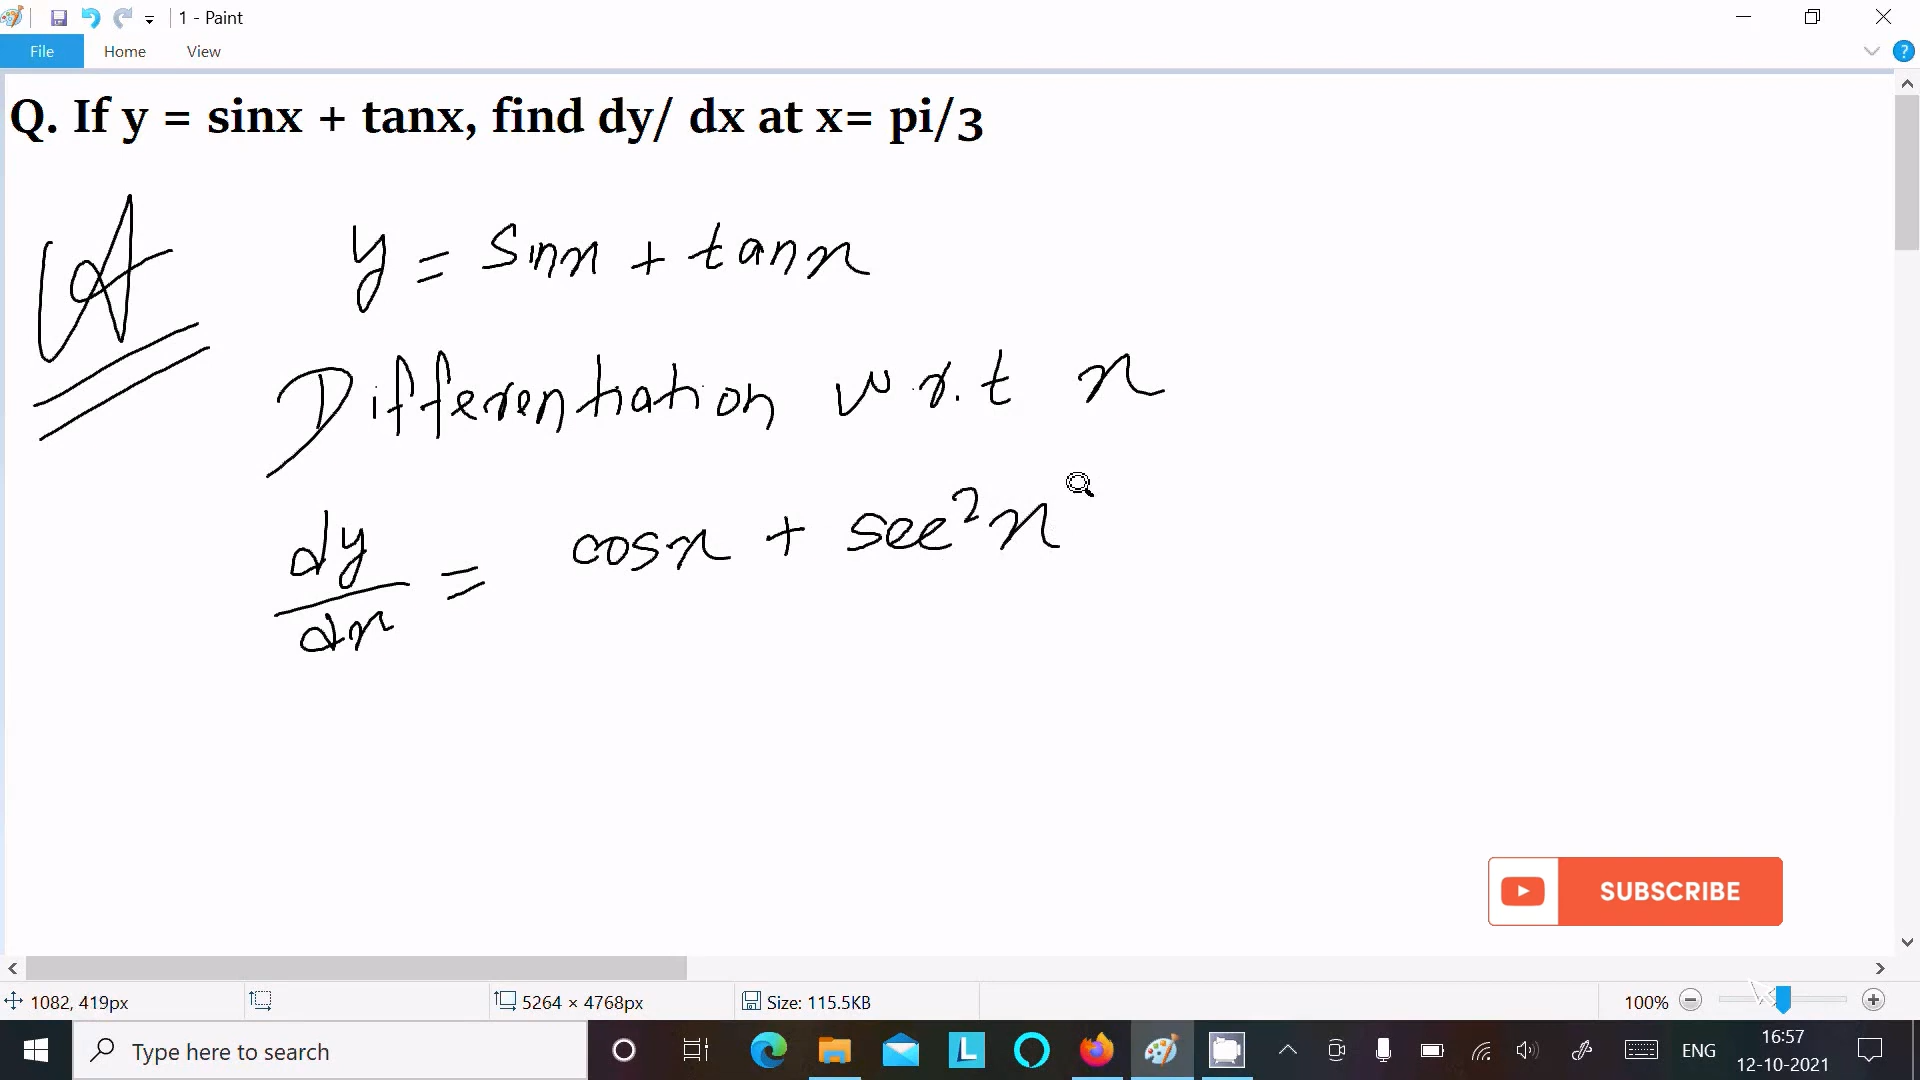 1 - Paint
File Home View
Q. If y = sinx + tanx, find dy/ dx at x= pi/3
A
y = sinx + tanx
Differentiation w.r.t x
dy/dx = cosx + sec²x
SUBSCRIBE
1082, 419px 5264 × 4768px Size: 115.5KB 100%
Type here to search L ENG 16:57
12-10-2021